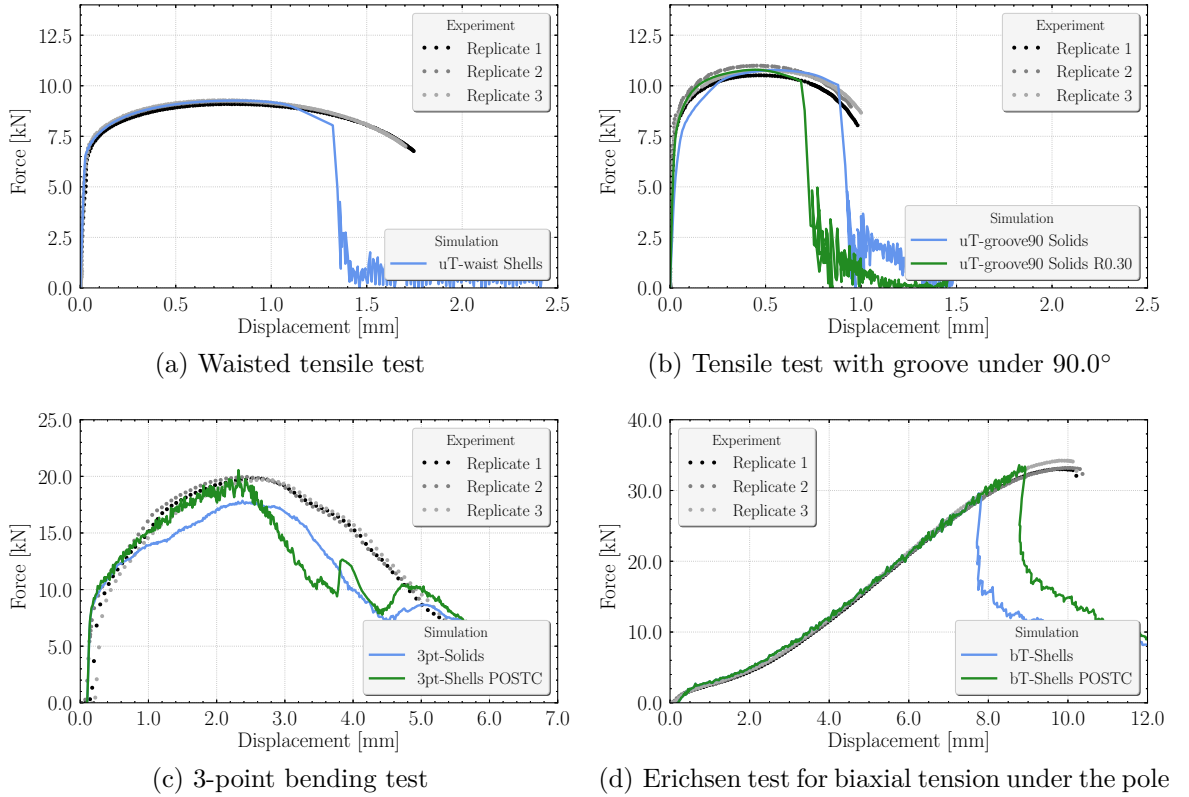 12.5
10.0
7.5
5.0
2.5
0.0
Force [kN]
Experiment
Replicate 1
Replicate 2
Replicate 3
Simulation
uT-waist Shells
0.0 0.5 1.0 1.5 2.0 2.5
Displacement [mm]
(a) Waisted tensile test
12.5
10.0
7.5
5.0
2.5
0.0
Force [kN]
Experiment
Replicate 1
Replicate 2
Replicate 3
Simulation
uT-groove90 Solids
uT-groove90 Solids R0.30
0.0 0.5 1.0 1.5 2.0 2.5
Displacement [mm]
(b) Tensile test with groove under 90.0°
25.0
20.0
15.0
10.0
5.0
0.0
Force [kN]
Experiment
Replicate 1
Replicate 2
Replicate 3
Simulation
3pt-Solids
3pt-Shells POSTC
0.0 1.0 2.0 3.0 4.0 5.0 6.0 7.0
Displacement [mm]
(c) 3-point bending test
40.0
30.0
20.0
10.0
0.0
Force [kN]
Experiment
Replicate 1
Replicate 2
Replicate 3
Simulation
bT-Shells
bT-Shells POSTC
0.0 2.0 4.0 6.0 8.0 10.0 12.0
Displacement [mm]
(d) Erichsen test for biaxial tension under the pole